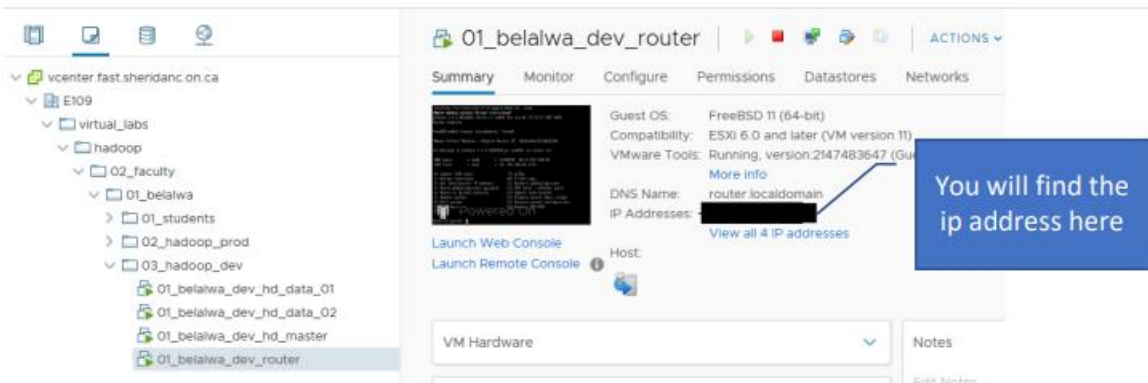 01_belalwa_dev_router
ACTIONS
vcenter.fast.sheridanc.on.ca
E109
virtual_labs
hadoop
02_faculty
01_belalwa
01_students
02_hadoop_prod
03_hadoop_dev
01_belalwa_dev_hd_data_01
01_belalwa_dev_hd_data_02
01_belalwa_dev_hd_master
01_belalwa_dev_router
Summary Monitor Configure Permissions Datastores Networks
Powered On
Launch Web Console
Launch Remote Console
Guest OS: FreeBSD 11 (64-bit)
Compatibility: ESXi 6.0 and later (VM version 11)
VMware Tools: Running, version:2147483647 (Gue
More info
DNS Name: router.localdomain
IP Addresses:
View all 4 IP addresses
Host:
You will find the
ip address here
VM Hardware
Notes
Edit Notes